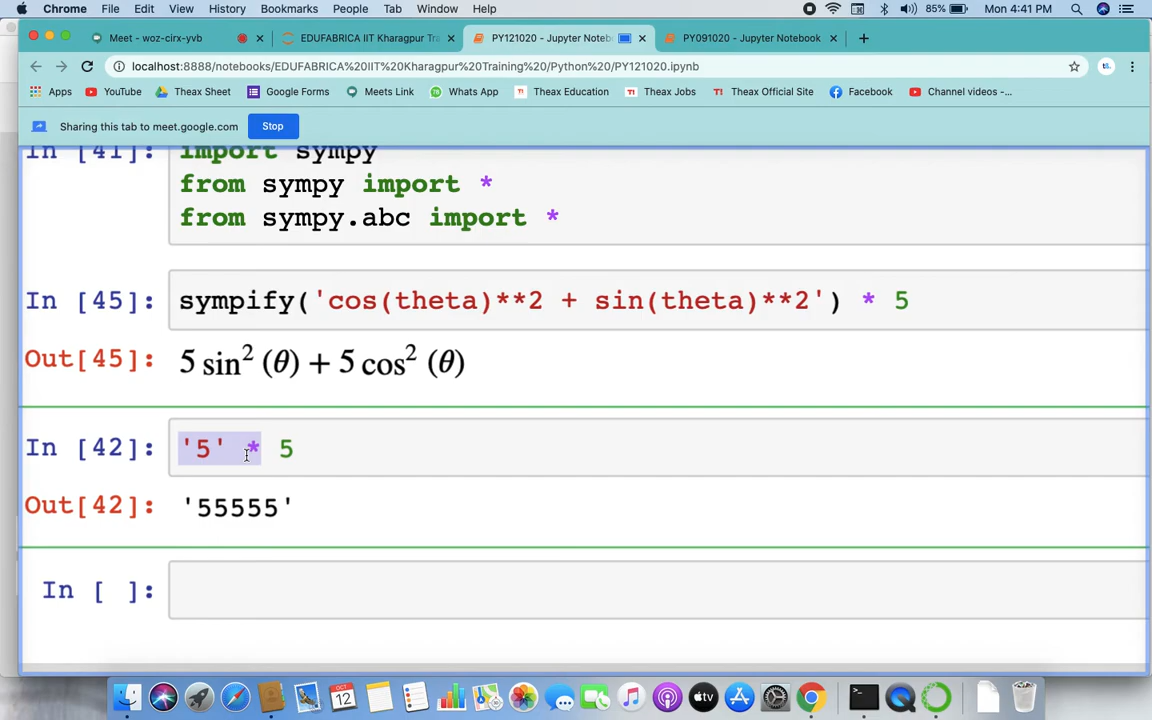 Chrome File Edit View History Bookmarks People Tab Window Help 85% Mon 4:41 PM
Meet - woz-cirx-yvb EDUFABRICA IIT Kharagpur Tra PY121020 - Jupyter Noteb PY091020 - Jupyter Notebook
localhost:8888/notebooks/EDUFABRICA%20IIT%20Kharagpur%20Training%20/Python%20/PY121020.ipynb
Apps YouTube Theax Sheet Google Forms Meets Link Whats App Theax Education Theax Jobs Theax Official Site Facebook Channel videos -...
Sharing this tab to meet.google.com Stop
In [41]: import sympy
from sympy import *
from sympy.abc import *
In [45]: sympify('cos(theta)**2 + sin(theta)**2') * 5
Out[45]: 5 sin² (θ) + 5 cos² (θ)
In [42]: '5' * 5
Out[42]: '55555'
In [ ]: